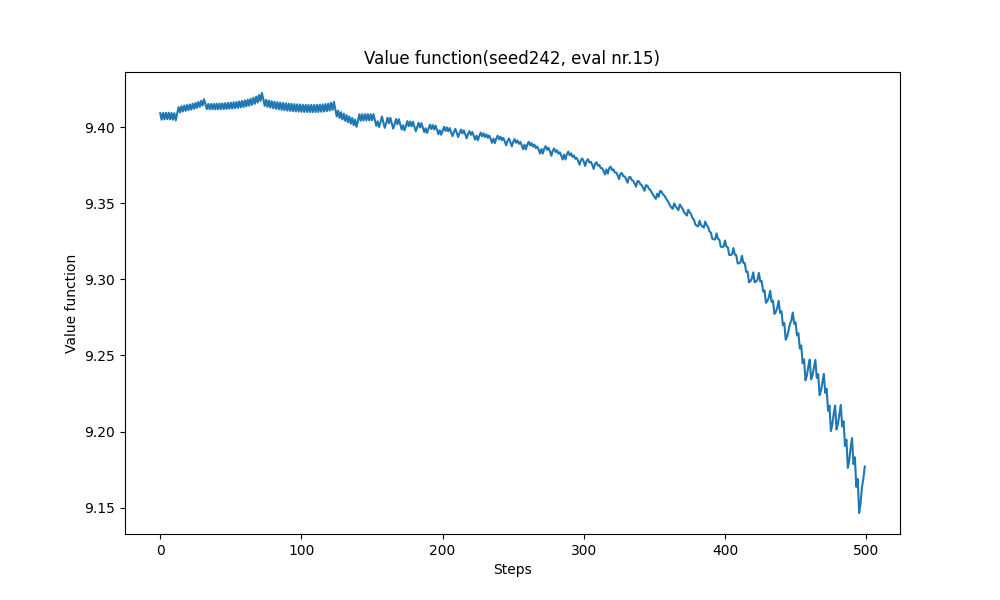 Value function(seed242, eval nr.15)
Value function
9.40
9.35
9.30
9.25
9.20
9.15
0 100 200 300 400 500
Steps